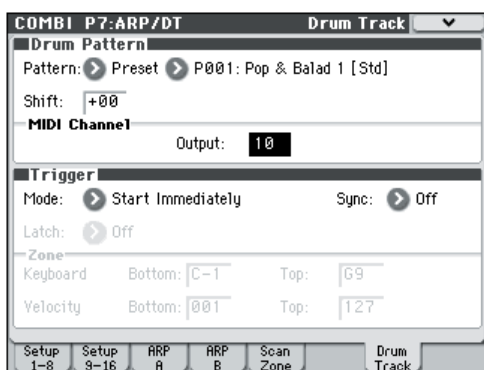 COMBI P7:ARP/DT Drum Track
Drum Pattern
Pattern: Preset P001: Pop & Balad 1 [Std]
Shift: +00
MIDI Channel
Output: 10
Trigger
Mode: Start Immediately Sync: Off
Latch: Off
Zone
Keyboard Bottom: C-1 Top: G9
Velocity Bottom: 001 Top: 127
Setup 1-8 Setup 9-16 ARP A ARP B Scan Zone Drum Track